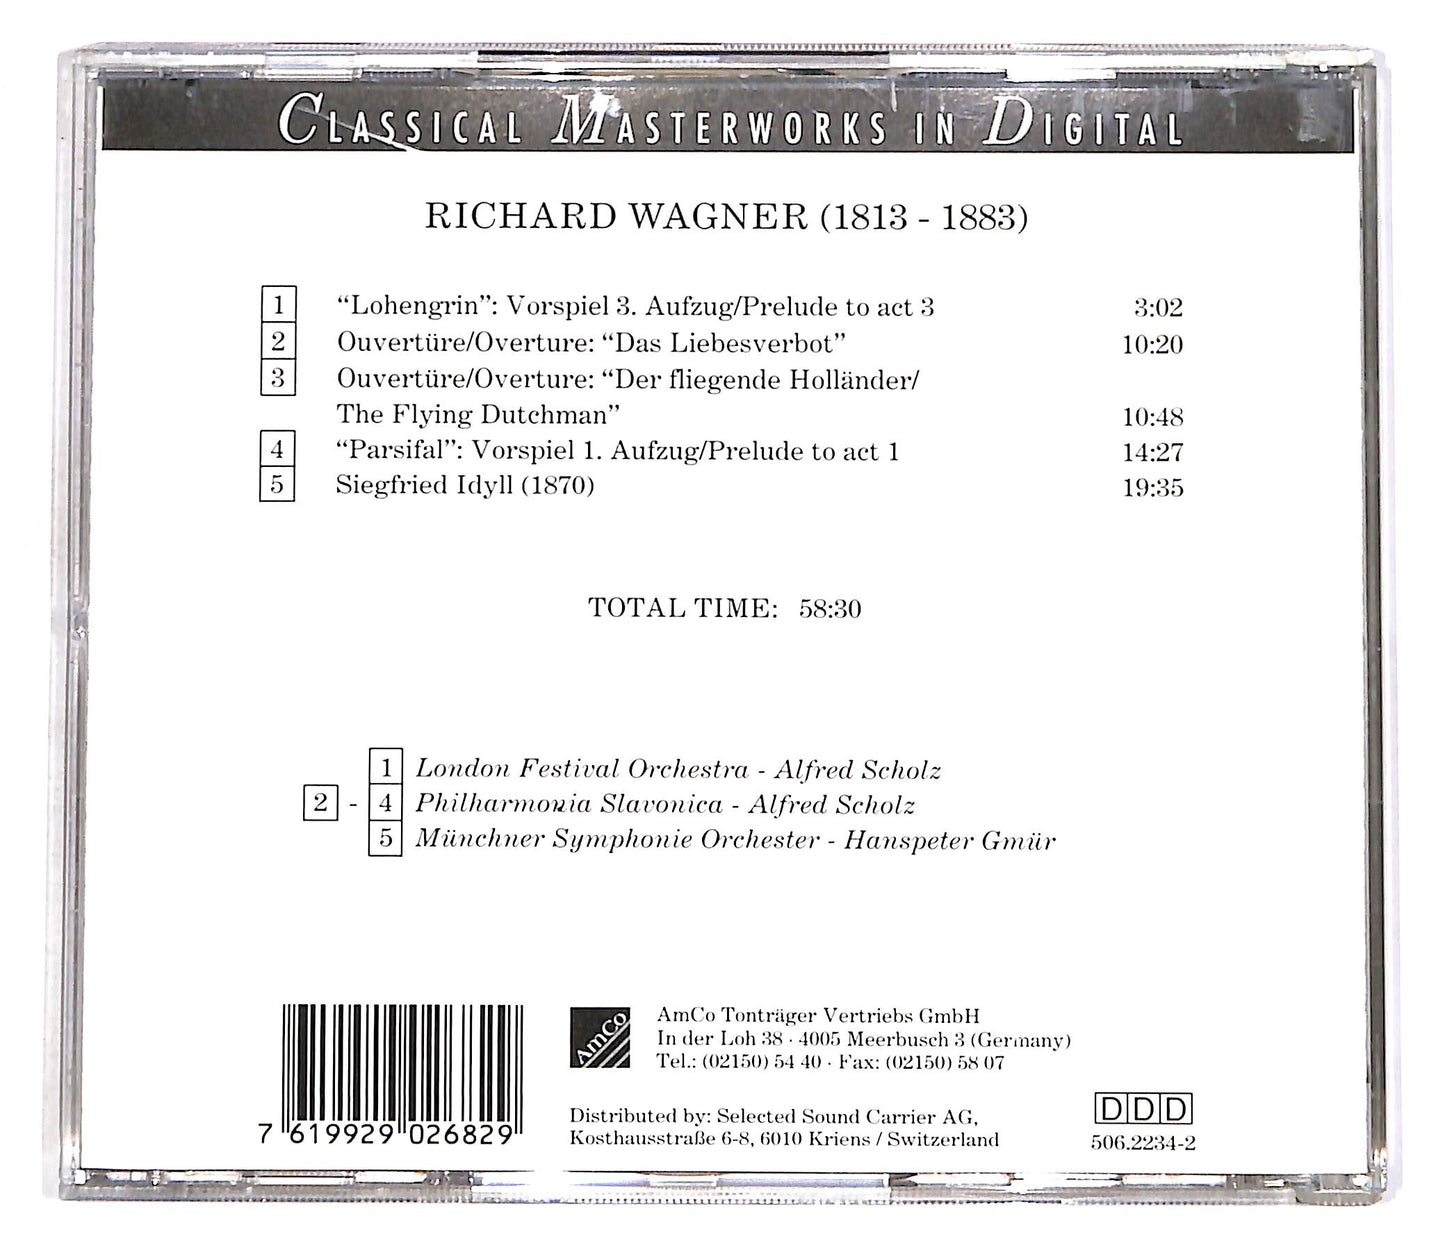 CLASSICAL MASTERWORKS IN DIGITAL
RICHARD WAGNER (1813 - 1883)
1 “Lohengrin”: Vorspiel 3. Aufzug/Prelude to act 3 3:02
2 Ouvertüre/Overture: “Das Liebesverbot” 10:20
3 Ouvertüre/Overture: “Der fliegende Holländer/
The Flying Dutchman” 10:48
4 “Parsifal”: Vorspiel 1. Aufzug/Prelude to act 1 14:27
5 Siegfried Idyll (1870) 19:35
TOTAL TIME: 58:30
1 London Festival Orchestra - Alfred Scholz
2 - 4 Philharmonia Slavonica - Alfred Scholz
5 Münchner Symphonie Orchester - Hanspeter Gmür
AmCo
AmCo Tonträger Vertriebs GmbH
In der Loh 38 · 4005 Meerbusch 3 (Germany)
Tel.: (02150) 54 40 · Fax: (02150) 58 07
Distributed by: Selected Sound Carrier AG,
Kosthausstraße 6-8, 6010 Kriens / Switzerland
7 619929 026829
DDD
506.2234-2